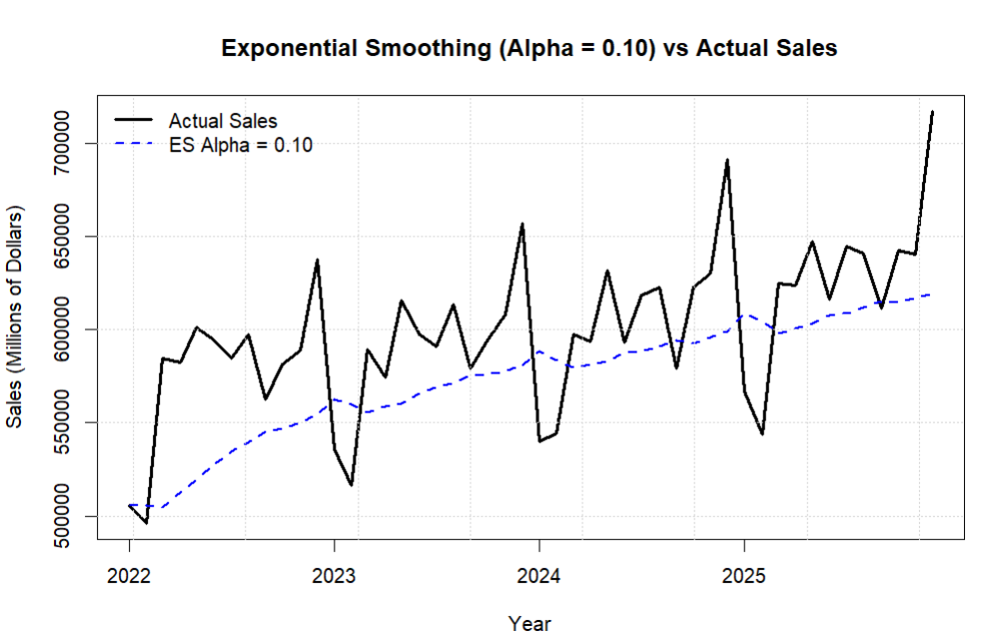 Exponential Smoothing (Alpha = 0.10) vs Actual Sales
Actual Sales
ES Alpha = 0.10
Sales (Millions of Dollars)
700000
650000
600000
550000
500000
2022 2023 2024 2025
Year